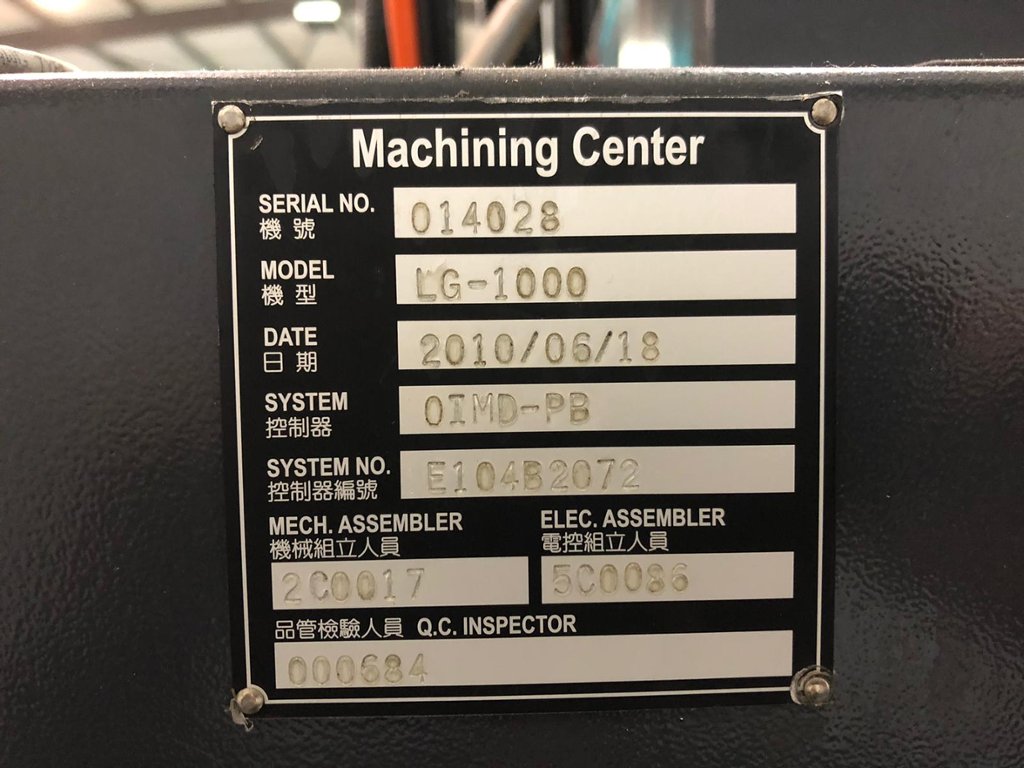 Machining Center
SERIAL NO. 014028
機號
MODEL LG-1000
機型
DATE 2010/06/18
日期
SYSTEM 0IMD-PB
控制器
SYSTEM NO. E104B2072
控制器編號
MECH. ASSEMBLER
機械組立人員
2C0017
ELEC. ASSEMBLER
電控組立人員
5C0086
品管檢驗人員 Q.C. INSPECTOR
000684